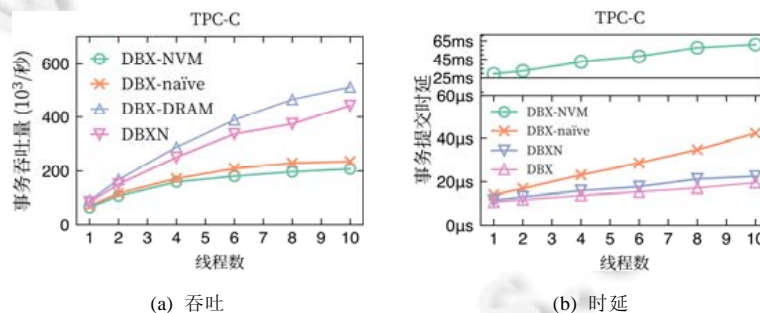 TPC-C
事务吞吐量 (10³/秒)
600
400
200
0
DBX-NVM
DBX-naïve
DBX-DRAM
DBXN
1 2 3 4 5 6 7 8 9 10
线程数
(a) 吞吐
TPC-C
事务提交时延
65ms
45ms
25ms
60μs
40μs
20μs
0μs
DBX-NVM
DBX-naïve
DBXN
DBX
1 2 3 4 5 6 7 8 9 10
线程数
(b) 时延